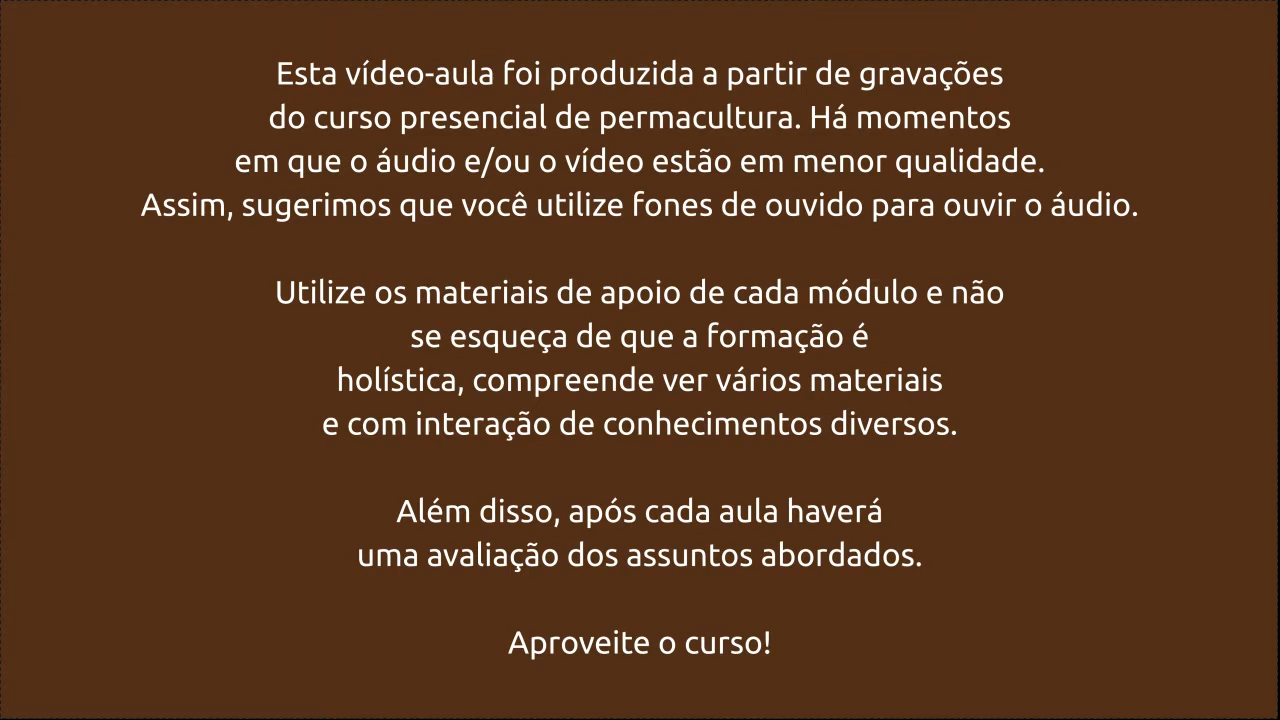 Esta vídeo-aula foi produzida a partir de gravações
do curso presencial de permacultura. Há momentos
em que o áudio e/ou o vídeo estão em menor qualidade.
Assim, sugerimos que você utilize fones de ouvido para ouvir o áudio.
Utilize os materiais de apoio de cada módulo e não
se esqueça de que a formação é
holística, compreende ver vários materiais
e com interação de conhecimentos diversos.
Além disso, após cada aula haverá
uma avaliação dos assuntos abordados.
Aproveite o curso!